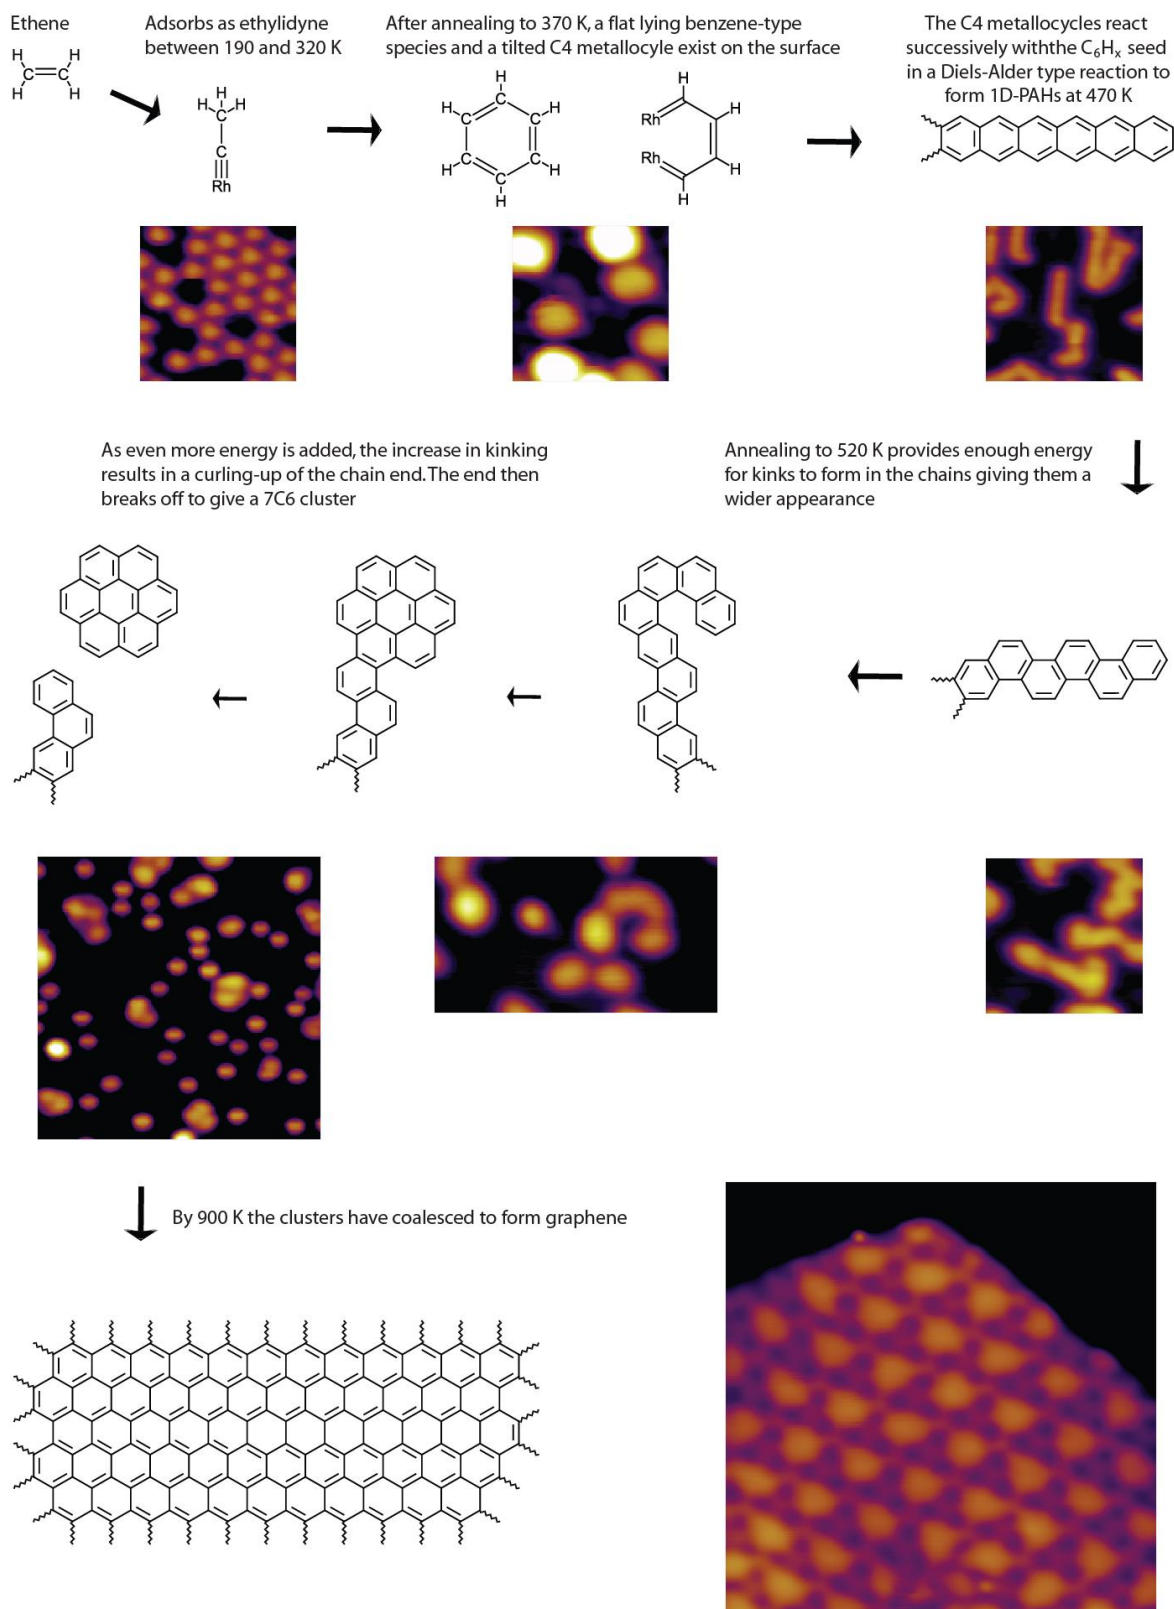 Ethene
Adsorbs as ethylidyne
between 190 and 320 K
After annealing to 370 K, a flat lying benzene-type
species and a tilted C4 metallocyle exist on the surface
The C4 metallocycles react
successively withthe C₆Hₓ seed
in a Diels-Alder type reaction to
form 1D-PAHs at 470 K
H H
C C
H H
H
H H
C
C
Rh
H
H C H
C C
C C
H C H
H
H
Rh H
Rh H
H
As even more energy is added, the increase in kinking
results in a curling-up of the chain end. The end then
breaks off to give a 7C6 cluster
Annealing to 520 K provides enough energy
for kinks to form in the chains giving them a
wider appearance
By 900 K the clusters have coalesced to form graphene